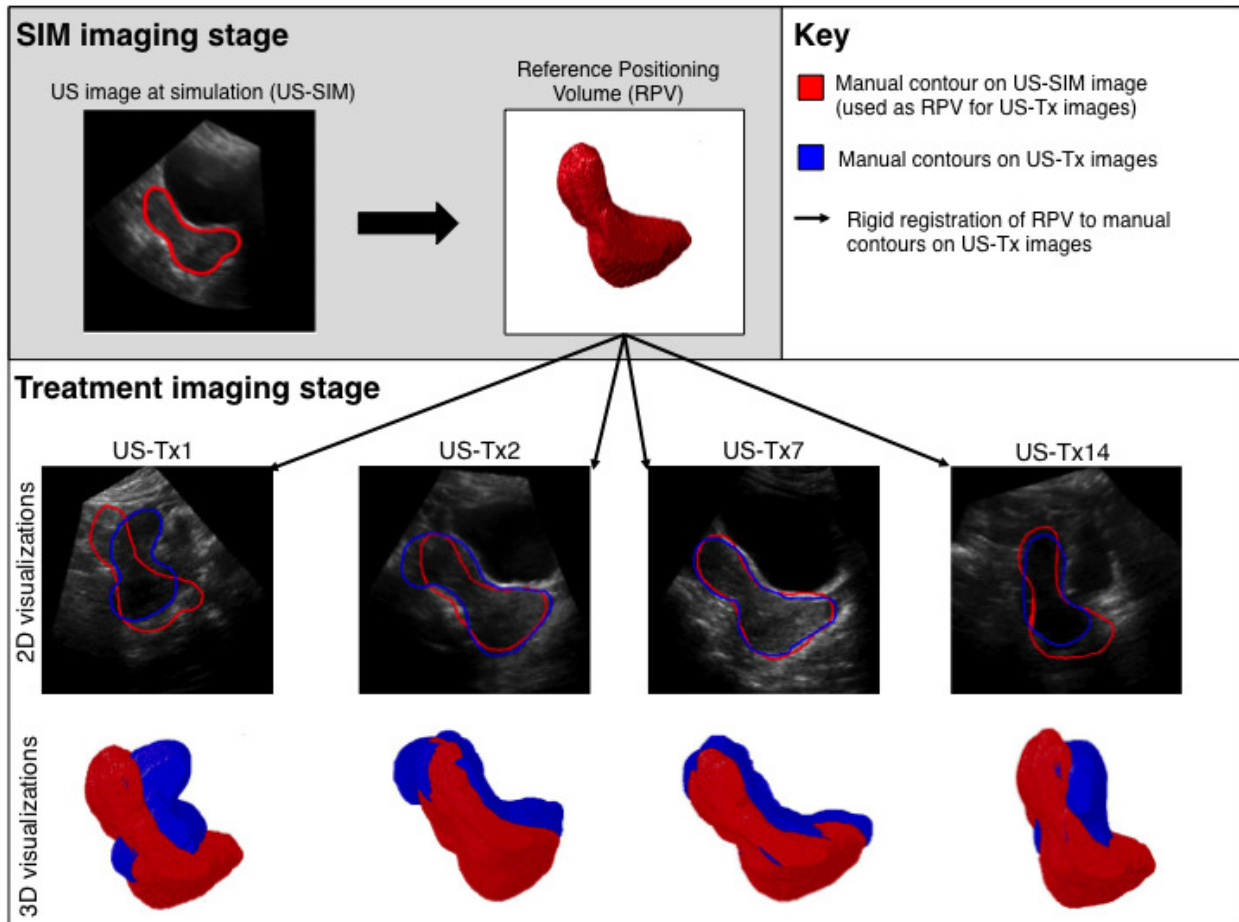 SIM imaging stage
US image at simulation (US-SIM)
Reference Positioning
Volume (RPV)
Key
Manual contour on US-SIM image
(used as RPV for US-Tx images)
Manual contours on US-Tx images
Rigid registration of RPV to manual
contours on US-Tx images
Treatment imaging stage
US-Tx1
US-Tx2
US-Tx7
US-Tx14
2D visualizations
3D visualizations